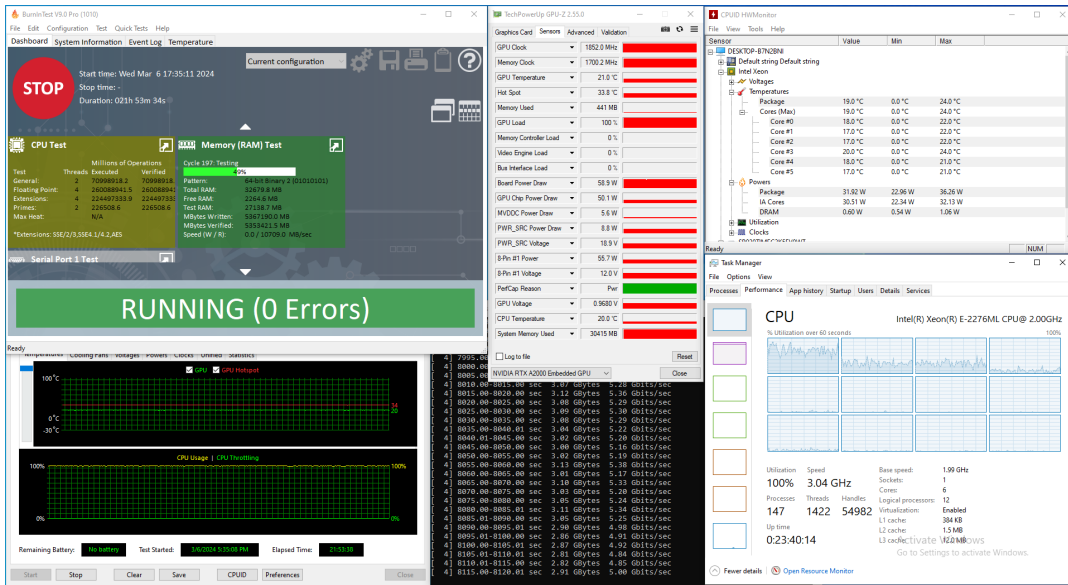 BurnInTest V9.0 Pro (1010)
File Edit Configuration Test Quick Tests Help
Dashboard System Information Event Log Temperature
STOP
Start time: Wed Mar 6 17:35:11 2024
Stop time: -
Duration: 021h 53m 34s
Current configuration
CPU Test
Millions of Operations
Test Threads Executed Verified
General: 2 70998918.2 70998918
Floating Point: 4 260088941.5 26008894
Extensions: 4 224497333.9 22449733
Primes: 2 226508.6 226508.6
Max Heat: N/A
*Extensions: SSE/2/3,SSE4.1/4.2,AES
Memory (RAM) Test
Cycle 197: Testing
49%
Pattern: 64-bit Binary 2 (01010101)
Total RAM: 32679.8 MB
Free RAM: 2264.6 MB
Test RAM: 27138.7 MB
MBytes Written: 5367190.0 MB
MBytes Verified: 5353421.5 MB
Speed (W / R): 0.0 / 10709.0 MB/sec
Serial Port 1 Test
RUNNING (0 Errors)
Ready
TechPowerUp GPU-Z 2.55.0
Graphics Card Sensors Advanced Validation
GPU Clock 1852.0 MHz
Memory Clock 1700.2 MHz
GPU Temperature 21.0 °C
Hot Spot 33.8 °C
Memory Used 441 MB
GPU Load 100 %
Memory Controller Load 0 %
Video Engine Load 0 %
Bus Interface Load 0 %
Board Power Draw 58.9 W
GPU Chip Power Draw 50.1 W
MVDDC Power Draw 5.6 W
PWR_SRC Power Draw 8.8 W
PWR_SRC Voltage 18.9 V
8-Pin #1 Power 55.7 W
8-Pin #1 Voltage 12.0 V
PerfCap Reason Pwr
GPU Voltage 0.9680 V
CPU Temperature 20.0 °C
System Memory Used 30415 MB
Log to file
Reset
NVIDIA RTX A2000 Embedded GPU
Close
CPUID HWMonitor
File View Tools Help
Sensor Value Min Max
DESKTOP-B7N2BNI
Default string Default string
Intel Xeon
Voltages
Temperatures
Package 19.0 °C 0.0 °C 24.0 °C
Cores (Max) 19.0 °C 0.0 °C 24.0 °C
Core #0 18.0 °C 0.0 °C 22.0 °C
Core #1 17.0 °C 0.0 °C 22.0 °C
Core #2 17.0 °C 0.0 °C 22.0 °C
Core #3 20.0 °C 0.0 °C 24.0 °C
Core #4 18.0 °C 0.0 °C 21.0 °C
Core #5 17.0 °C 0.0 °C 21.0 °C
Powers
Package 31.92 W 22.96 W 36.26 W
IA Cores 30.51 W 22.34 W 32.13 W
DRAM 0.60 W 0.54 W 1.06 W
Utilization
Clocks
Ready
NUM
Task Manager
File Options View
Processes Performance App history Startup Users Details Services
CPU
Intel(R) Xeon(R) E-2276ML CPU@ 2.00GHz
% Utilization over 60 seconds 100%
Utilization Speed
100% 3.04 GHz
Processes Threads Handles
147 1422 54982
Up time
0:23:40:14
Base speed: 1.99 GHz
Sockets: 1
Cores: 6
Logical processors: 12
Virtualization: Enabled
L1 cache: 384 KB
L2 cache: 1.5 MB
L3 cache: 12.0 MB
Go to Settings to activate Windows.
Fewer details
Open Resource Monitor
Temperatures Cooling Fans Voltages Powers Clocks Unified Statistics
GPU GPU Hotspot
100°C
0°C
-30°C
34
20
CPU Usage | CPU Throttling
100% 100%
0% 0%
Remaining Battery: No battery Test Started: 3/6/2024 5:35:08 PM Elapsed Time: 21:53:38
Start Stop Clear Save CPUID Preferences Close
[ 4] 7995.00
[ 4] 8000.00
[ 4] 8005.00
[ 4] 8010.00-8015.00 sec 3.07 GBytes 5.28 Gbits/sec
[ 4] 8015.00-8020.00 sec 3.12 GBytes 5.36 Gbits/sec
[ 4] 8020.00-8025.00 sec 3.08 GBytes 5.29 Gbits/sec
[ 4] 8025.00-8030.00 sec 3.09 GBytes 5.30 Gbits/sec
[ 4] 8030.00-8035.00 sec 3.08 GBytes 5.29 Gbits/sec
[ 4] 8035.00-8040.01 sec 3.04 GBytes 5.22 Gbits/sec
[ 4] 8040.01-8045.00 sec 3.02 GBytes 5.20 Gbits/sec
[ 4] 8045.00-8050.00 sec 3.00 GBytes 5.16 Gbits/sec
[ 4] 8050.00-8055.00 sec 3.02 GBytes 5.19 Gbits/sec
[ 4] 8055.00-8060.00 sec 3.13 GBytes 5.38 Gbits/sec
[ 4] 8060.00-8065.00 sec 3.01 GBytes 5.17 Gbits/sec
[ 4] 8065.00-8070.00 sec 3.10 GBytes 5.33 Gbits/sec
[ 4] 8070.00-8075.00 sec 3.03 GBytes 5.20 Gbits/sec
[ 4] 8075.00-8080.00 sec 3.05 GBytes 5.24 Gbits/sec
[ 4] 8080.00-8085.01 sec 3.11 GBytes 5.34 Gbits/sec
[ 4] 8085.01-8090.00 sec 3.05 GBytes 5.25 Gbits/sec
[ 4] 8090.00-8095.01 sec 2.90 GBytes 4.98 Gbits/sec
[ 4] 8095.01-8100.00 sec 2.86 GBytes 4.91 Gbits/sec
[ 4] 8100.00-8105.01 sec 2.87 GBytes 4.92 Gbits/sec
[ 4] 8105.01-8110.01 sec 2.81 GBytes 4.84 Gbits/sec
[ 4] 8110.01-8115.00 sec 2.82 GBytes 4.85 Gbits/sec
[ 4] 8115.00-8120.01 sec 2.91 GBytes 5.00 Gbits/sec